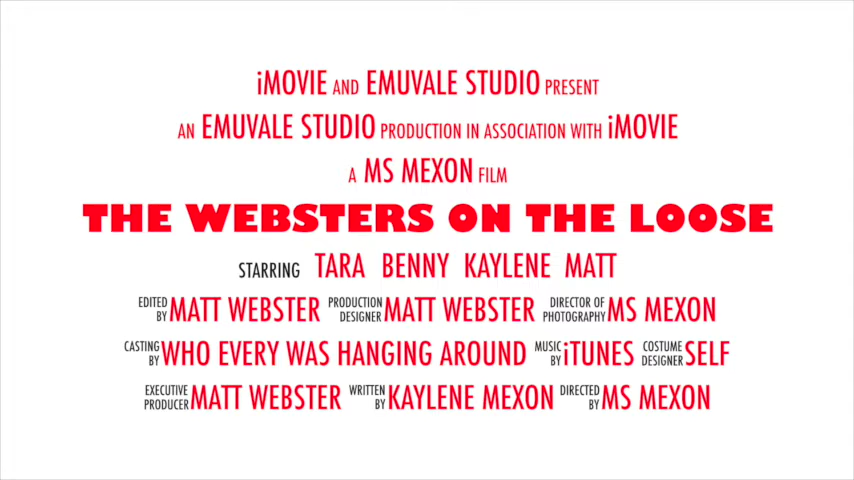 iMOVIE AND EMUVALE STUDIO PRESENT
AN EMUVALE STUDIO PRODUCTION IN ASSOCIATION WITH iMOVIE
A MS MEXON FILM
THE WEBSTERS ON THE LOOSE
STARRING TARA BENNY KAYLENE MATT
EDITED BY MATT WEBSTER PRODUCTION DESIGNER MATT WEBSTER DIRECTOR OF PHOTOGRAPHY MS MEXON
CASTING BY WHO EVERY WAS HANGING AROUND MUSIC BY iTUNES COSTUME DESIGNER SELF
EXECUTIVE PRODUCER MATT WEBSTER WRITTEN BY KAYLENE MEXON DIRECTED BY MS MEXON